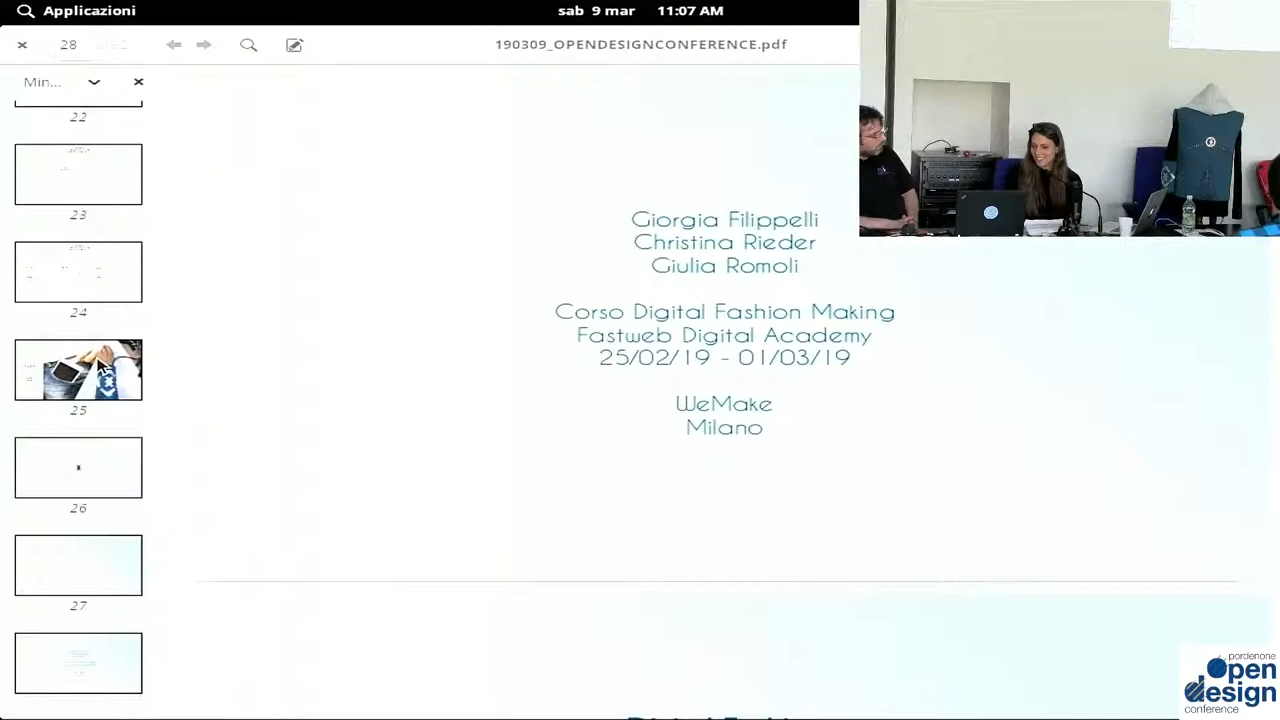 Applicazioni
sab 9 mar 11:07 AM
28
190309_OPENDESIGNCONFERENCE.pdf
Min...
22
23
24
25
26
27
Giorgia Filippelli
Christina Rieder
Giulia Romoli
Corso Digital Fashion Making
Fastweb Digital Academy
25/02/19 - 01/03/19
WeMake
Milano
pordenone
open
design
conference